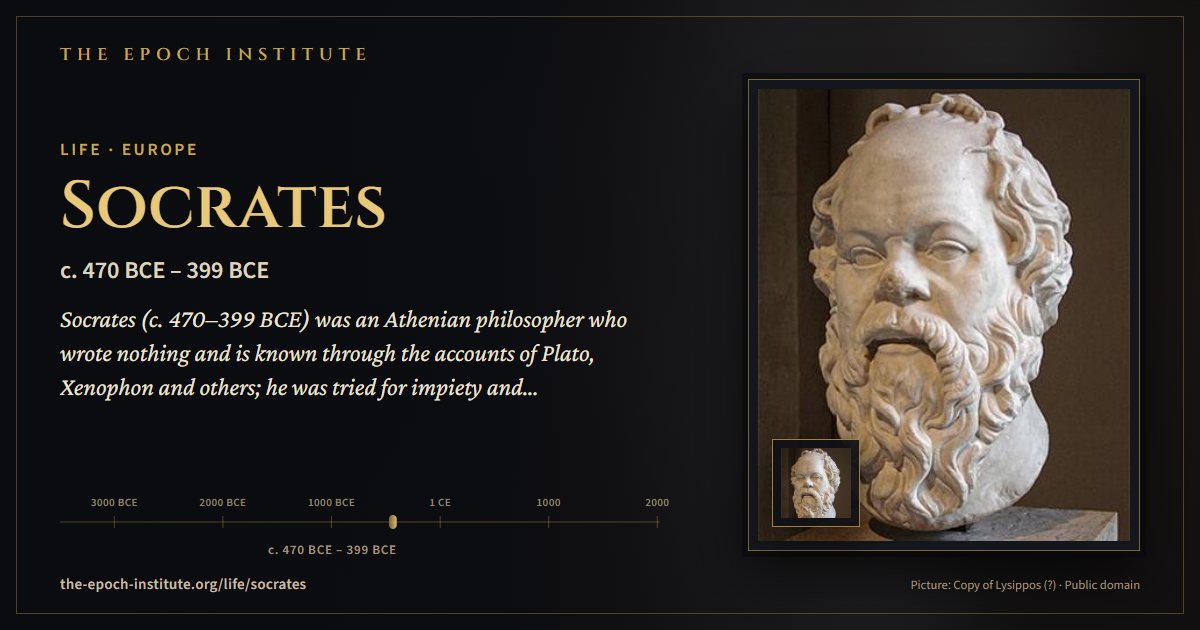 THE EPOCH INSTITUTE
LIFE · EUROPE
SOCRATES
c. 470 BCE – 399 BCE
Socrates (c. 470–399 BCE) was an Athenian philosopher who
wrote nothing and is known through the accounts of Plato,
Xenophon and others; he was tried for impiety and...
3000 BCE 2000 BCE 1000 BCE 1 CE 1000 2000
c. 470 BCE – 399 BCE
the-epoch-institute.org/life/socrates
Picture: Copy of Lysippos (?) · Public domain